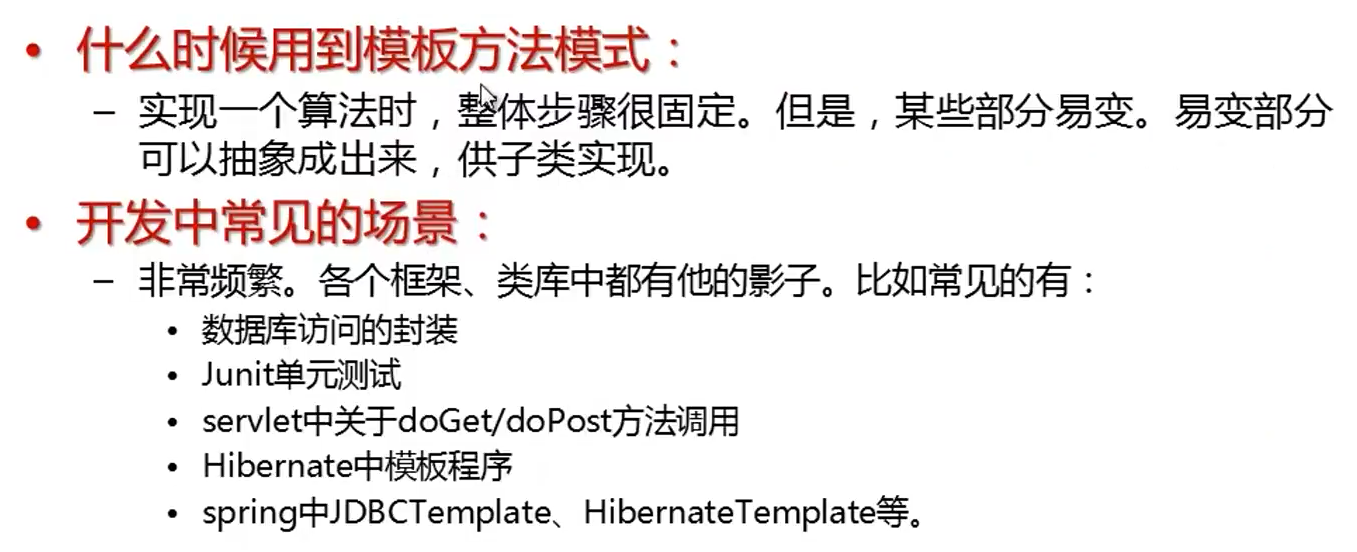 • 什么时候用到模板方法模式：
– 实现一个算法时，整体步骤很固定。但是，某些部分易变。易变部分
可以抽象成出来，供子类实现。
• 开发中常见的场景：
– 非常频繁。各个框架、类库中都有他的影子。比如常见的有：
• 数据库访问的封装
• Junit单元测试
• servlet中关于doGet/doPost方法调用
• Hibernate中模板程序
• spring中JDBCTemplate、HibernateTemplate等。